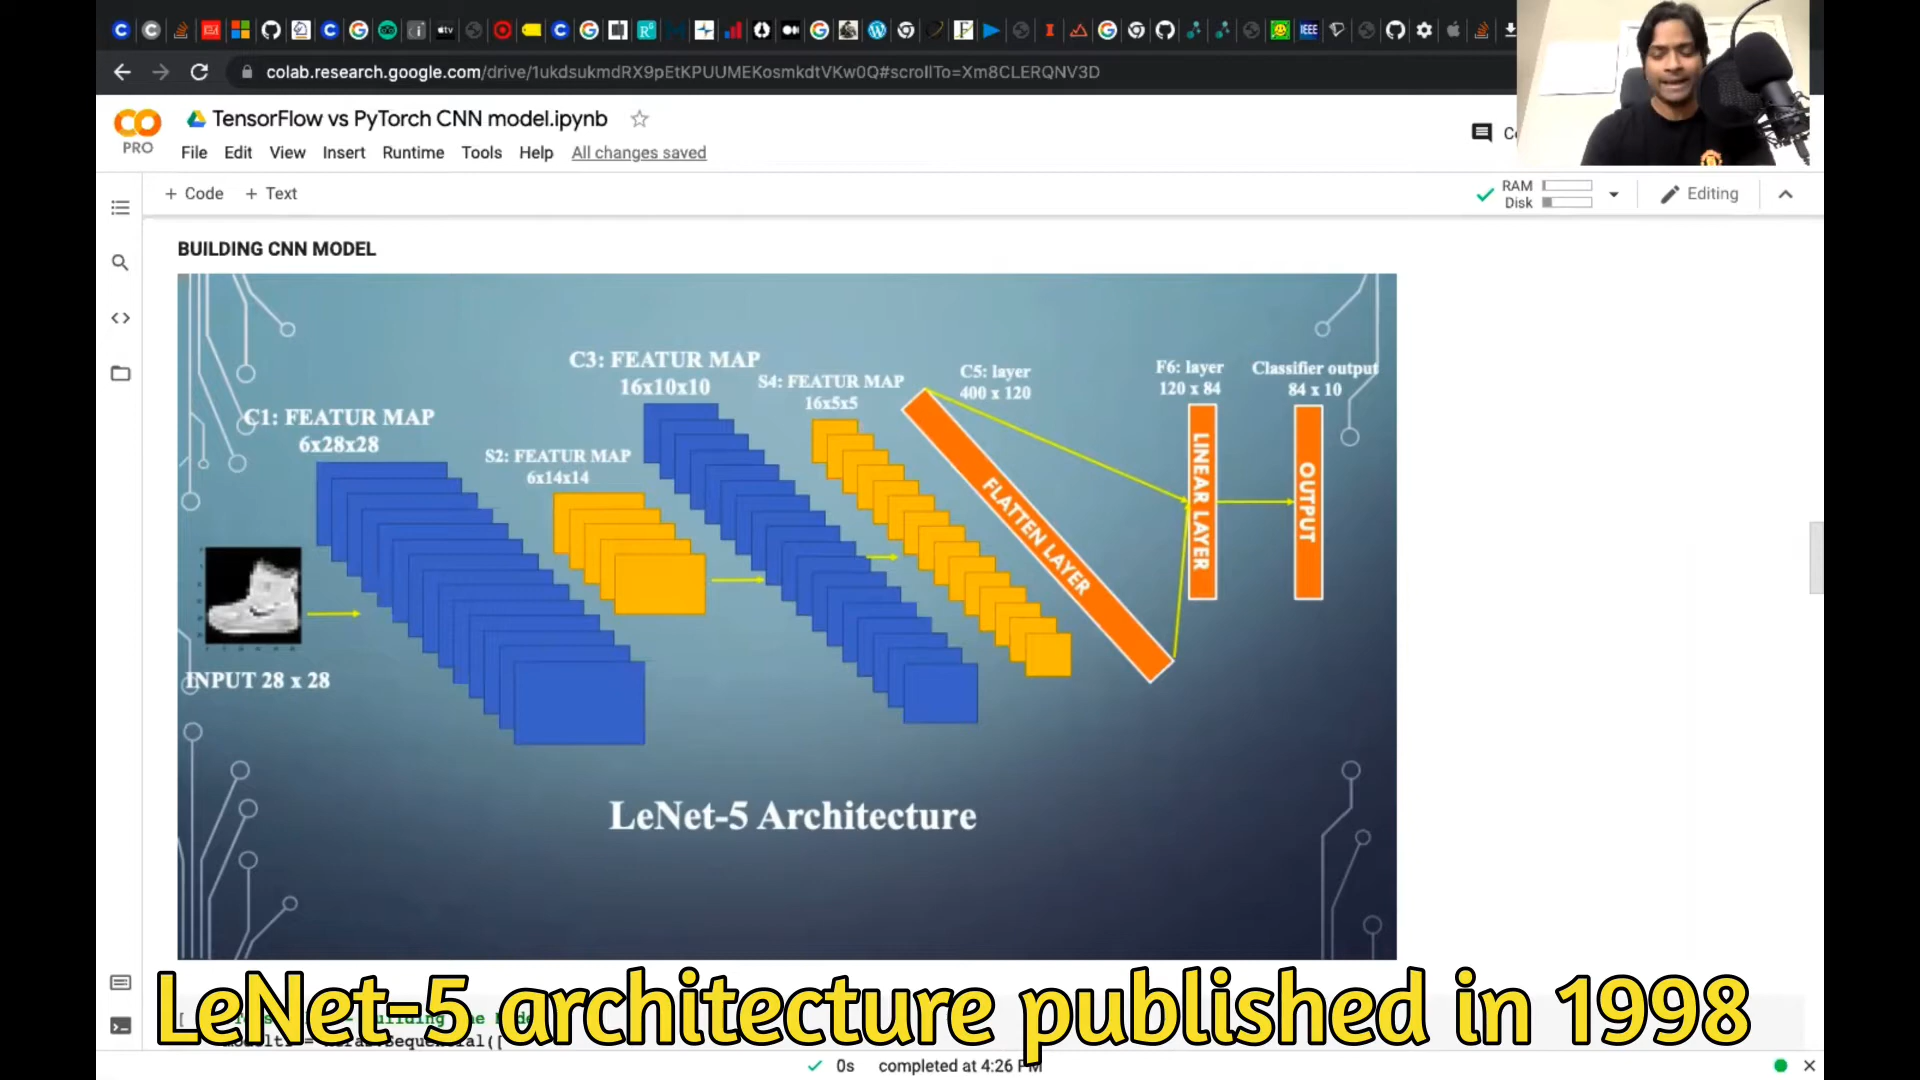 colab.research.google.com/drive/1ukdsukmdRX9pEtKPUUMEKosmkdtVKw0Q#scrollTo=Xm8CLERQNV3D
CO
PRO
TensorFlow vs PyTorch CNN model.ipynb
File Edit View Insert Runtime Tools Help All changes saved
+ Code + Text
RAM
Disk
Editing
BUILDING CNN MODEL
C3: FEATUR MAP
16x10x10
S4: FEATUR MAP
16x5x5
C5: layer
400 x 120
F6: layer
120 x 84
Classifier output
84 x 10
C1: FEATUR MAP
6x28x28
S2: FEATUR MAP
6x14x14
FLATTEN LAYER
LINEAR LAYER
OUTPUT
INPUT 28 x 28
LeNet-5 Architecture
LeNet-5 architecture published in 1998
0s completed at 4:26 PM